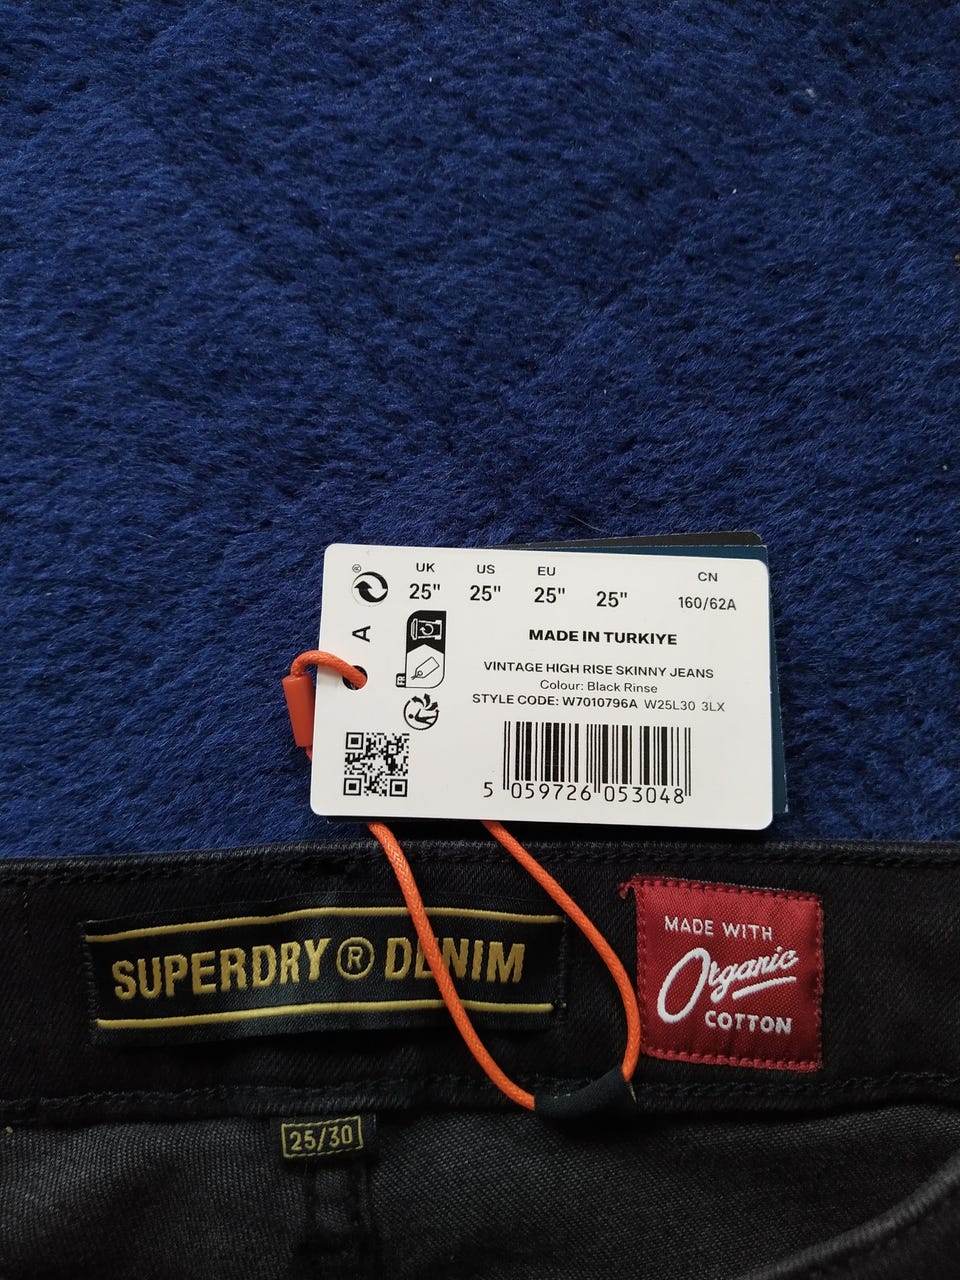 UK US EU CN
25" 25" 25" 25" 160/62A
A
MADE IN TURKIYE
FR
VINTAGE HIGH RISE SKINNY JEANS
Colour: Black Rinse
STYLE CODE: W7010796A W25L30 3LX
5 059726 053048
SUPERDRY ® DENIM
MADE WITH
Organic
COTTON
25/30